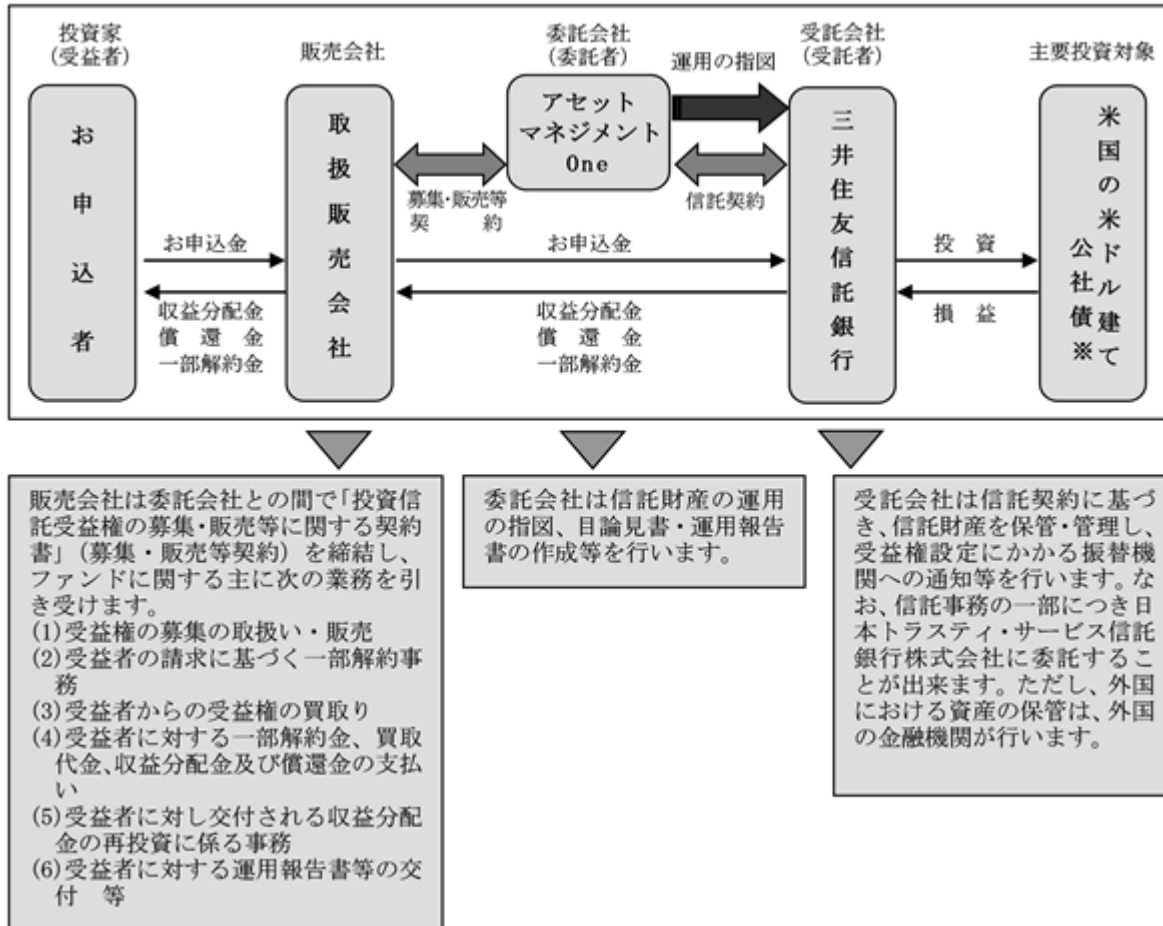 投資家
(受益者)
販売会社
委託会社
(委託者)
運用の指図
受託会社
(受託者)
主要投資対象
お申込者
取扱販売会社
アセット
マネジメント
One
三井住友信託銀行
米国の米ドル建て
公社債※
募集・販売等
契　　約
信託契約
お申込金
お申込金
投　資
収益分配金
償　還　金
一部解約金
収益分配金
償　還　金
一部解約金
損　益
販売会社は委託会社との間で「投資信
託受益権の募集・販売等に関する契約
書」（募集・販売等契約）を締結し、
ファンドに関する主に次の業務を引
き受けます。
(1)受益権の募集の取扱い・販売
(2)受益者の請求に基づく一部解約事
務
(3)受益者からの受益権の買取り
(4)受益者に対する一部解約金、買取
代金、収益分配金及び償還金の支払
い
(5)受益者に対し交付される収益分配
金の再投資に係る事務
(6)受益者に対する運用報告書等の交
付　等
委託会社は信託財産の運用
の指図、目論見書・運用報告
書の作成等を行います。
受託会社は信託契約に基づ
き、信託財産を保管・管理し、
受益権設定にかかる振替機
関への通知等を行います。な
お、信託事務の一部につき日
本トラスティ・サービス信託
銀行株式会社に委託するこ
とが出来ます。ただし、外国
における資産の保管は、外国
の金融機関が行います。